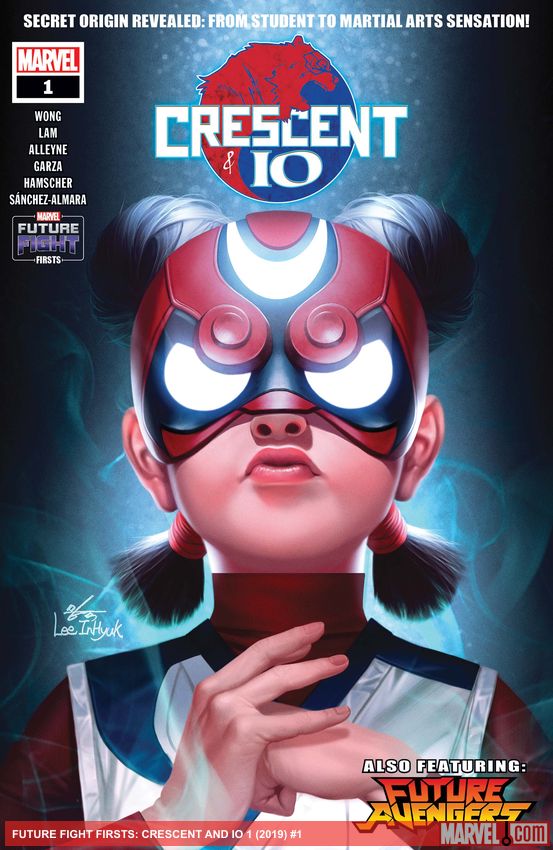 SECRET ORIGIN REVEALED: FROM STUDENT TO MARTIAL ARTS SENSATION!
MARVEL
1
WONG
LAM
ALLEYNE
GARZA
HAMSCHER
SÁNCHEZ-ALMARA
MARVEL
FUTURE
FIGHT
FIRSTS
CRESCENT
& IO
Lee InHyuk
ALSO FEATURING:
FUTURE
AVENGERS
FUTURE FIGHT FIRSTS: CRESCENT AND IO 1 (2019) #1
MARVEL.com